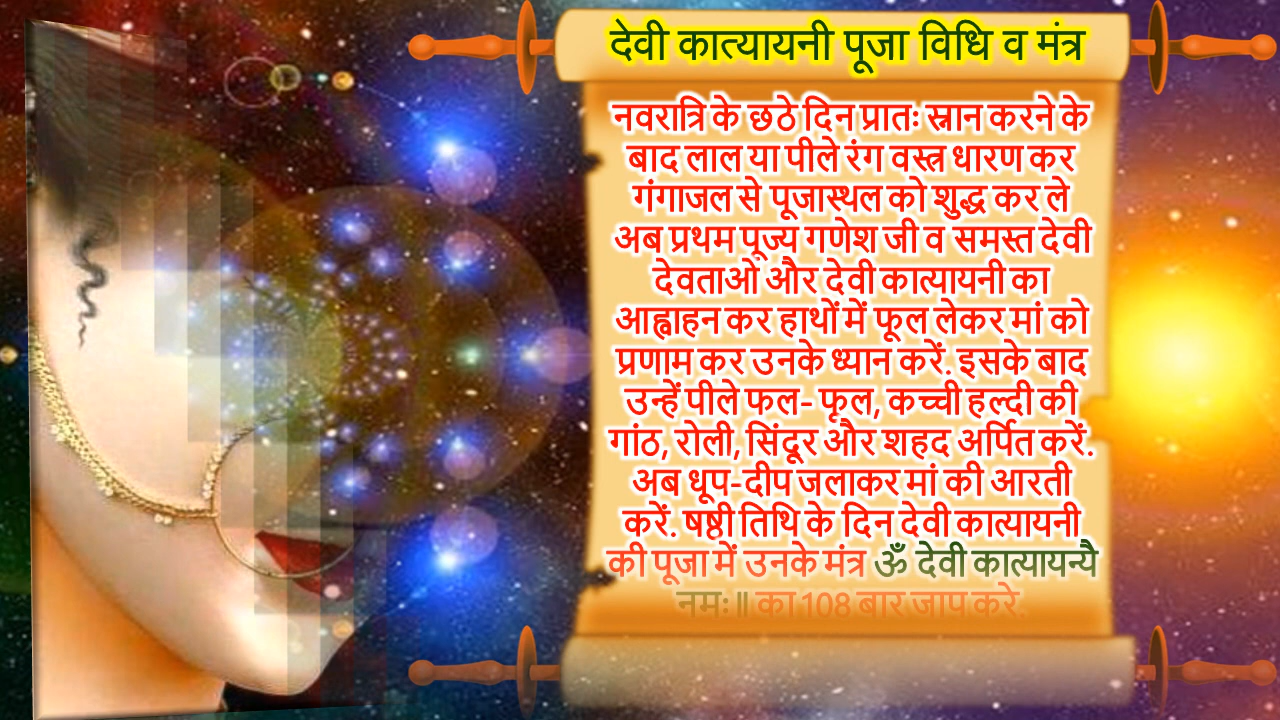 देवी कात्यायनी पूजा विधि व मंत्र
नवरात्रि के छठे दिन प्रातः स्नान करने के
बाद लाल या पीले रंग वस्त्र धारण कर
गंगाजल से पूजास्थल को शुद्ध कर ले
अब प्रथम पूज्य गणेश जी व समस्त देवी
देवताओं और देवी कात्यायनी का
आह्वाहन कर हाथों में फूल लेकर मां को
प्रणाम कर उनके ध्यान करें. इसके बाद
उन्हें पीले फल- फूल, कच्ची हल्दी की
गांठ, रोली, सिंदूर और शहद अर्पित करें.
अब धूप-दीप जलाकर मां की आरती
करें. षष्ठी तिथि के दिन देवी कात्यायनी
की पूजा में उनके मंत्र ॐ देवी कात्यायन्यै
नमः॥ का 108 बार जाप करे.